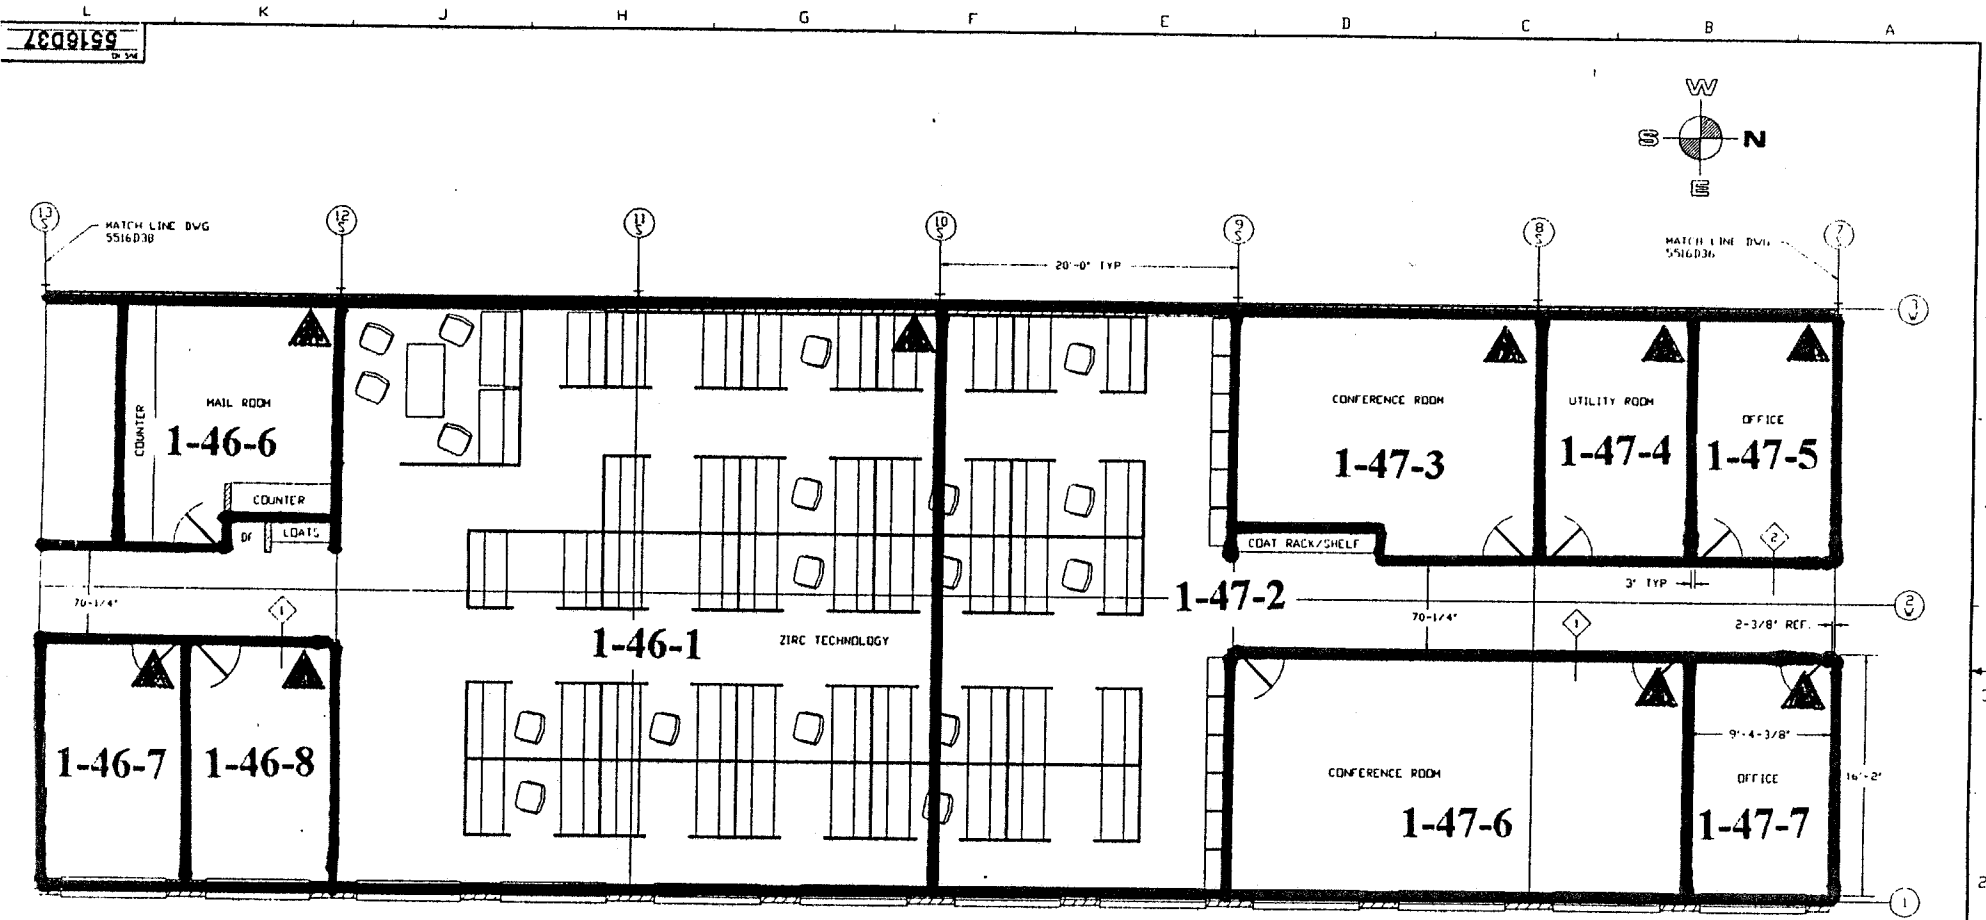 L K J H G F E D C B A
5516D37
W
S N
E
13
S
12
S
11
S
10
S
9
S
8
S
7
MATCH LINE DWG
5516D38
MATCH LINE DWG
5516D36
20'-0" TYP
3
W
MAIL ROOM
1-46-6
COUNTER
COUNTER
DF
CONFERENCE ROOM
1-47-3
UTILITY ROOM
1-47-4
OFFICE
1-47-5
COAT RACK/SHELF
2
3" TYP
1-47-2
2
W
70-1/4"
1
70-1/4"
1
2-3/8" REF.
1-46-1
ZIRC TECHNOLOGY
1-46-7
1-46-8
9'-4-3/8"
CONFERENCE ROOM
1-47-6
OFFICE
1-47-7
16'-2"
2
1